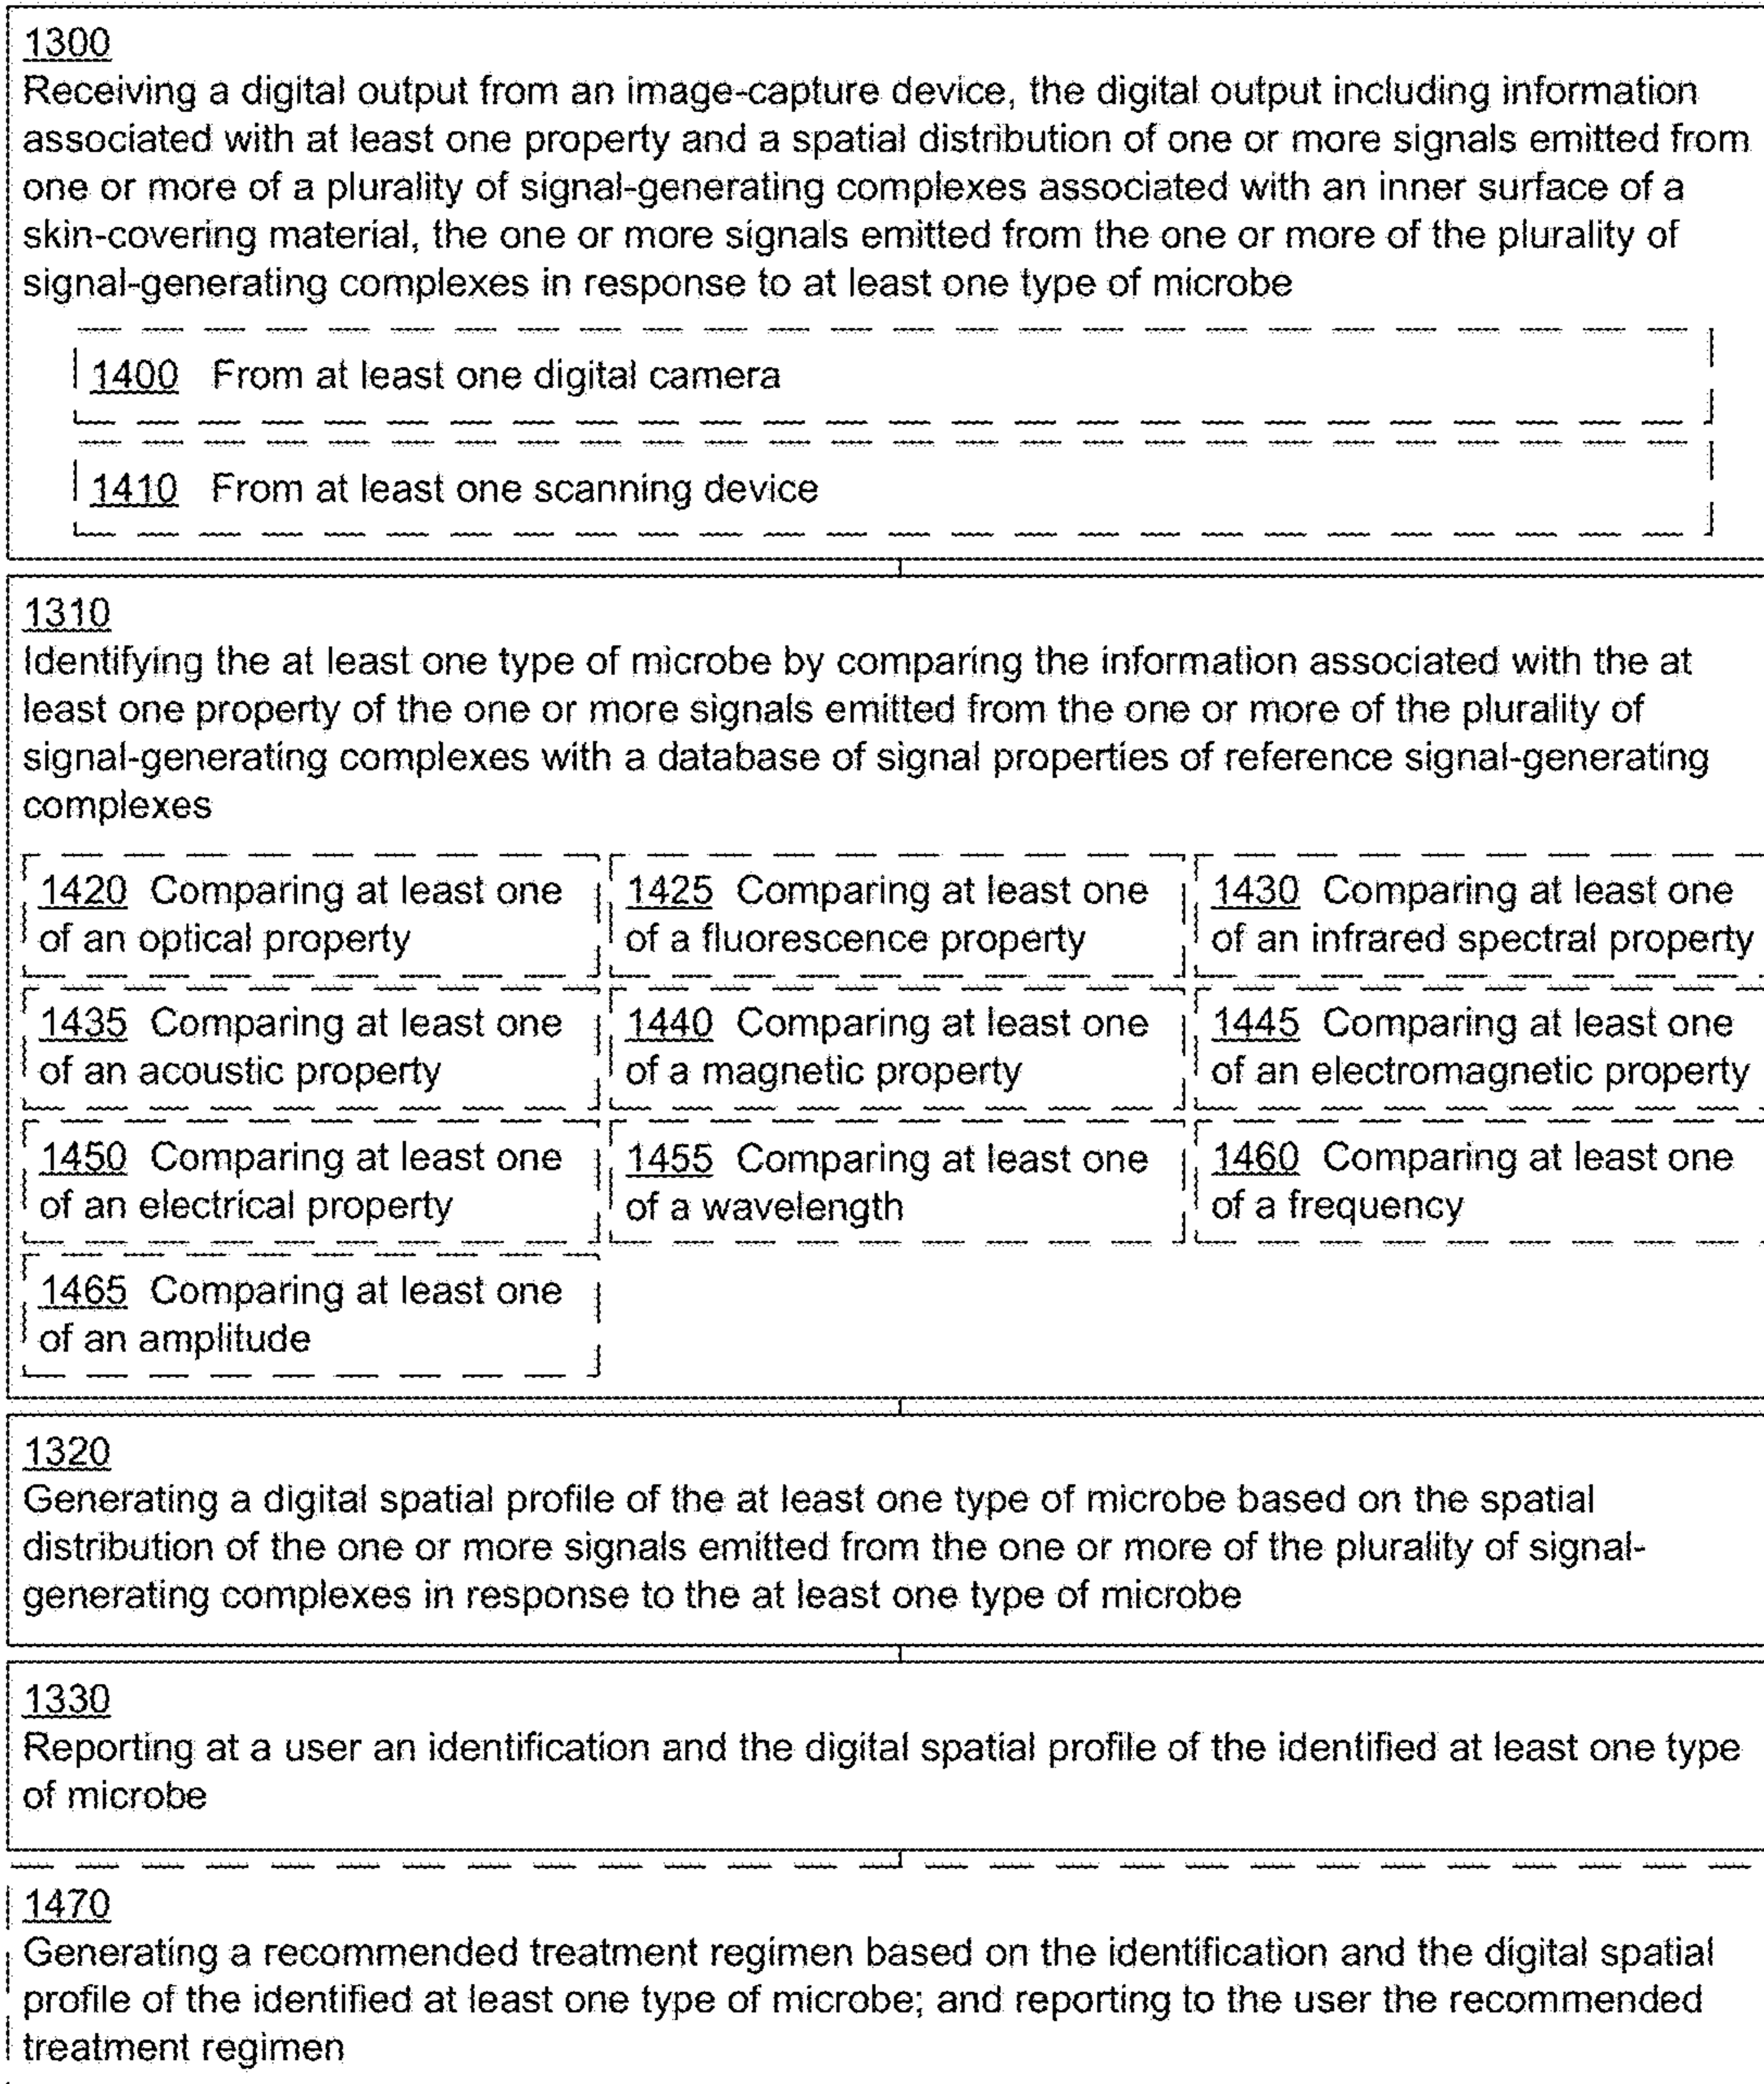 1300
Receiving a digital output from an image-capture device, the digital output including information
associated with at least one property and a spatial distribution of one or more signals emitted from
one or more of a plurality of signal-generating complexes associated with an inner surface of a
skin-covering material, the one or more signals emitted from the one or more of the plurality of
signal-generating complexes in response to at least one type of microbe
1400 From at least one digital camera
1410 From at least one scanning device
1310
Identifying the at least one type of microbe by comparing the information associated with the at
least one property of the one or more signals emitted from the one or more of the plurality of
signal-generating complexes with a database of signal properties of reference signal-generating
complexes
1420 Comparing at least one
of an optical property
1425 Comparing at least one
of a fluorescence property
1430 Comparing at least one
of an infrared spectral property
1435 Comparing at least one
of an acoustic property
1440 Comparing at least one
of a magnetic property
1445 Comparing at least one
of an electromagnetic property
1450 Comparing at least one
of an electrical property
1455 Comparing at least one
of a wavelength
1460 Comparing at least one
of a frequency
1465 Comparing at least one
of an amplitude
1320
Generating a digital spatial profile of the at least one type of microbe based on the spatial
distribution of the one or more signals emitted from the one or more of the plurality of signal-
generating complexes in response to the at least one type of microbe
1330
Reporting at a user an identification and the digital spatial profile of the identified at least one type
of microbe
1470
Generating a recommended treatment regimen based on the identification and the digital spatial
profile of the identified at least one type of microbe; and reporting to the user the recommended
treatment regimen